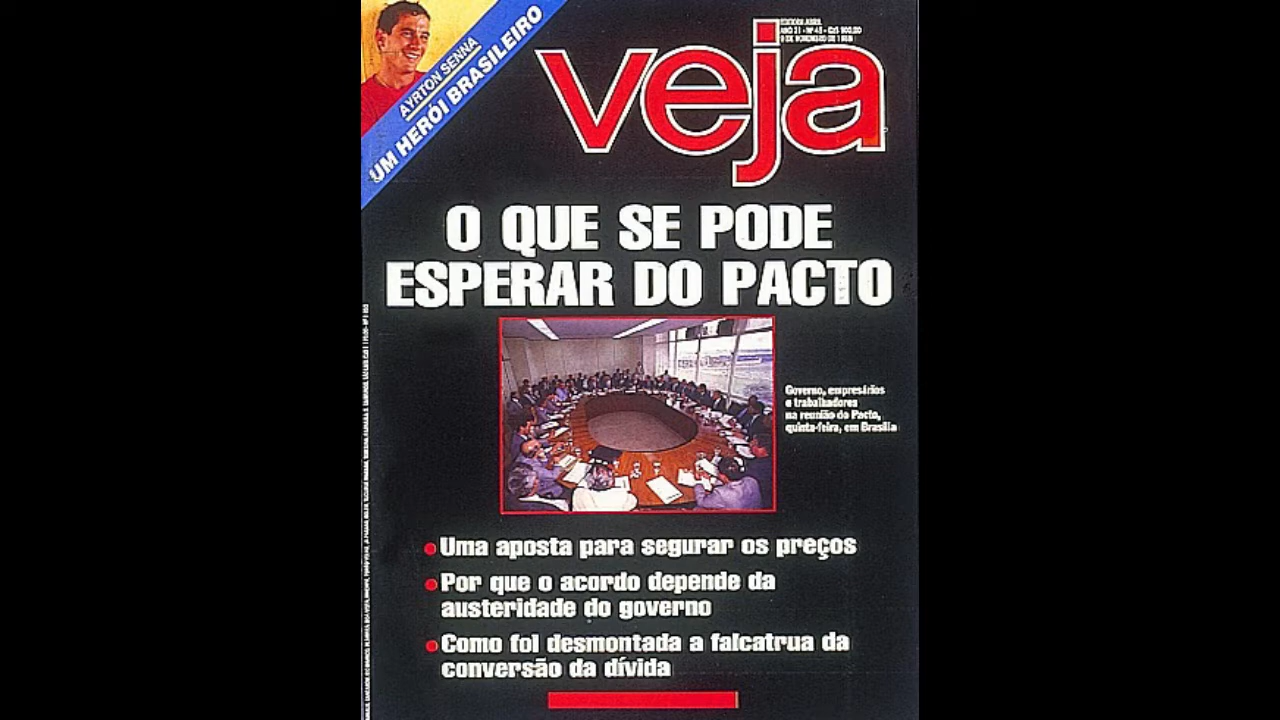 AYRTON SENNA
UM HERÓI BRASILEIRO
veja
O QUE SE PODE
ESPERAR DO PACTO
Governo, empresários
e trabalhadores
na reunião do Pacto,
quinta-feira, em Brasília
Uma aposta para segurar os preços
Por que o acordo depende da
austeridade do governo
Como foi desmontada a falcatrua da
conversão da dívida